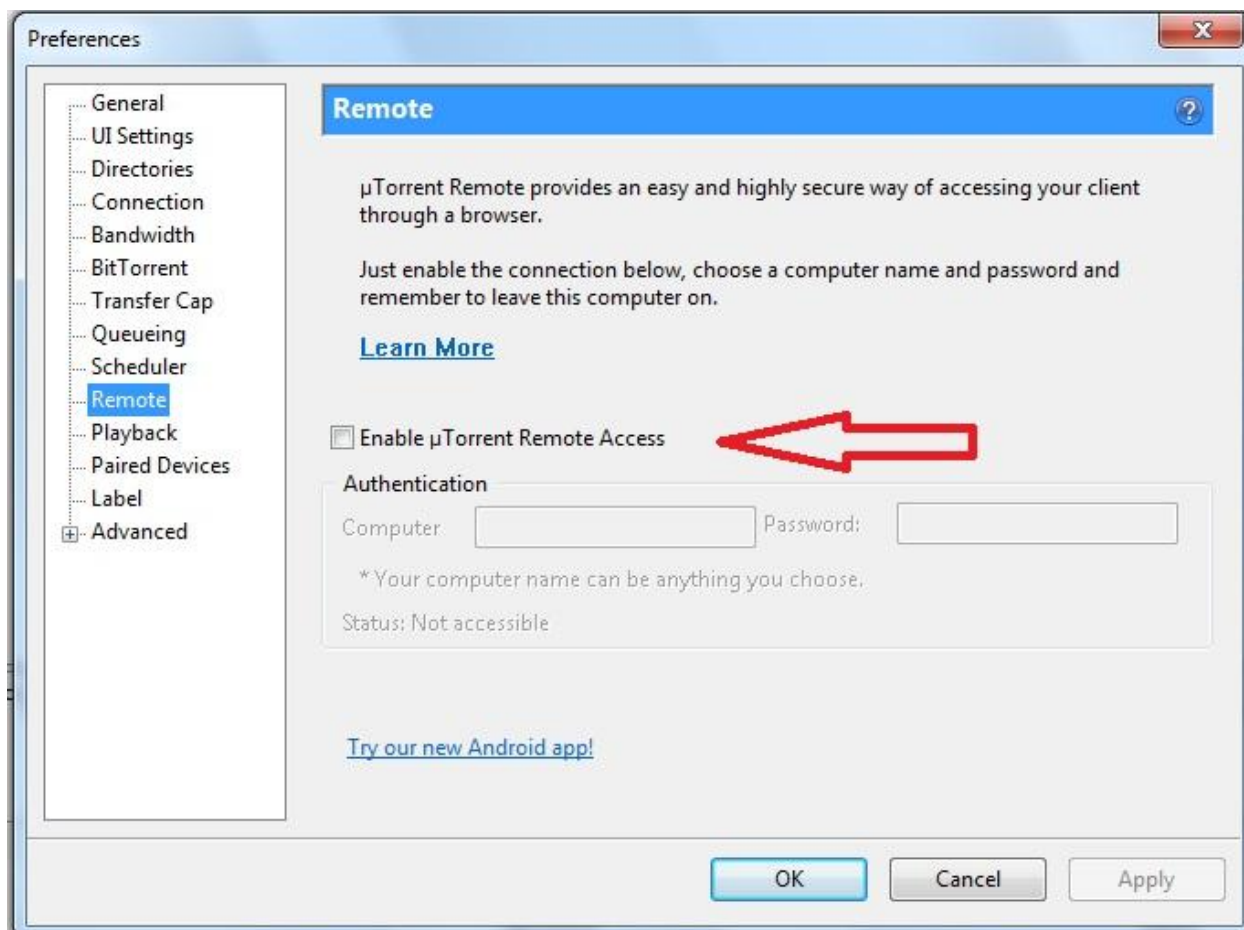 Preferences
General
UI Settings
Directories
Connection
Bandwidth
BitTorrent
Transfer Cap
Queueing
Scheduler
Remote
Playback
Paired Devices
Label
Advanced
Remote
µTorrent Remote provides an easy and highly secure way of accessing your client
through a browser.
Just enable the connection below, choose a computer name and password and
remember to leave this computer on.
Learn More
Enable µTorrent Remote Access
Authentication
Computer Password:
* Your computer name can be anything you choose.
Status: Not accessible
Try our new Android app!
OK Cancel Apply